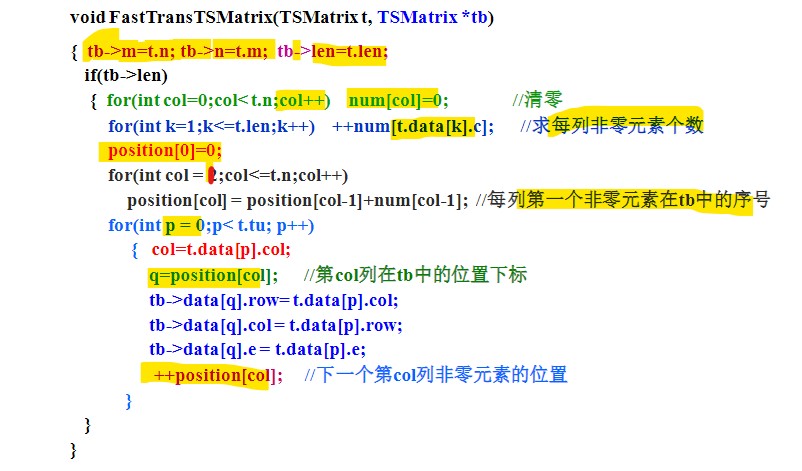 void FastTransTSMatrix(TSMatrix t, TSMatrix *tb)
{ tb->m=t.n; tb->n=t.m; tb->len=t.len;
if(tb->len)
{ for(int col=0;col< t.n;col++) num[col]=0; //清零
for(int k=1;k<=t.len;k++) ++num[t.data[k].c]; //求每列非零元素个数
position[0]=0;
for(int col = ;col<=t.n;col++)
position[col] = position[col-1]+num[col-1]; //每列第一个非零元素在tb中的序号
for(int p = 0;p< t.tu; p++)
{ col=t.data[p].col;
q=position[col]; //第col列在tb中的位置下标
tb->data[q].row= t.data[p].col;
tb->data[q].col = t.data[p].row;
tb->data[q].e = t.data[p].e;
++position[col]; //下一个第col列非零元素的位置
}
}
}